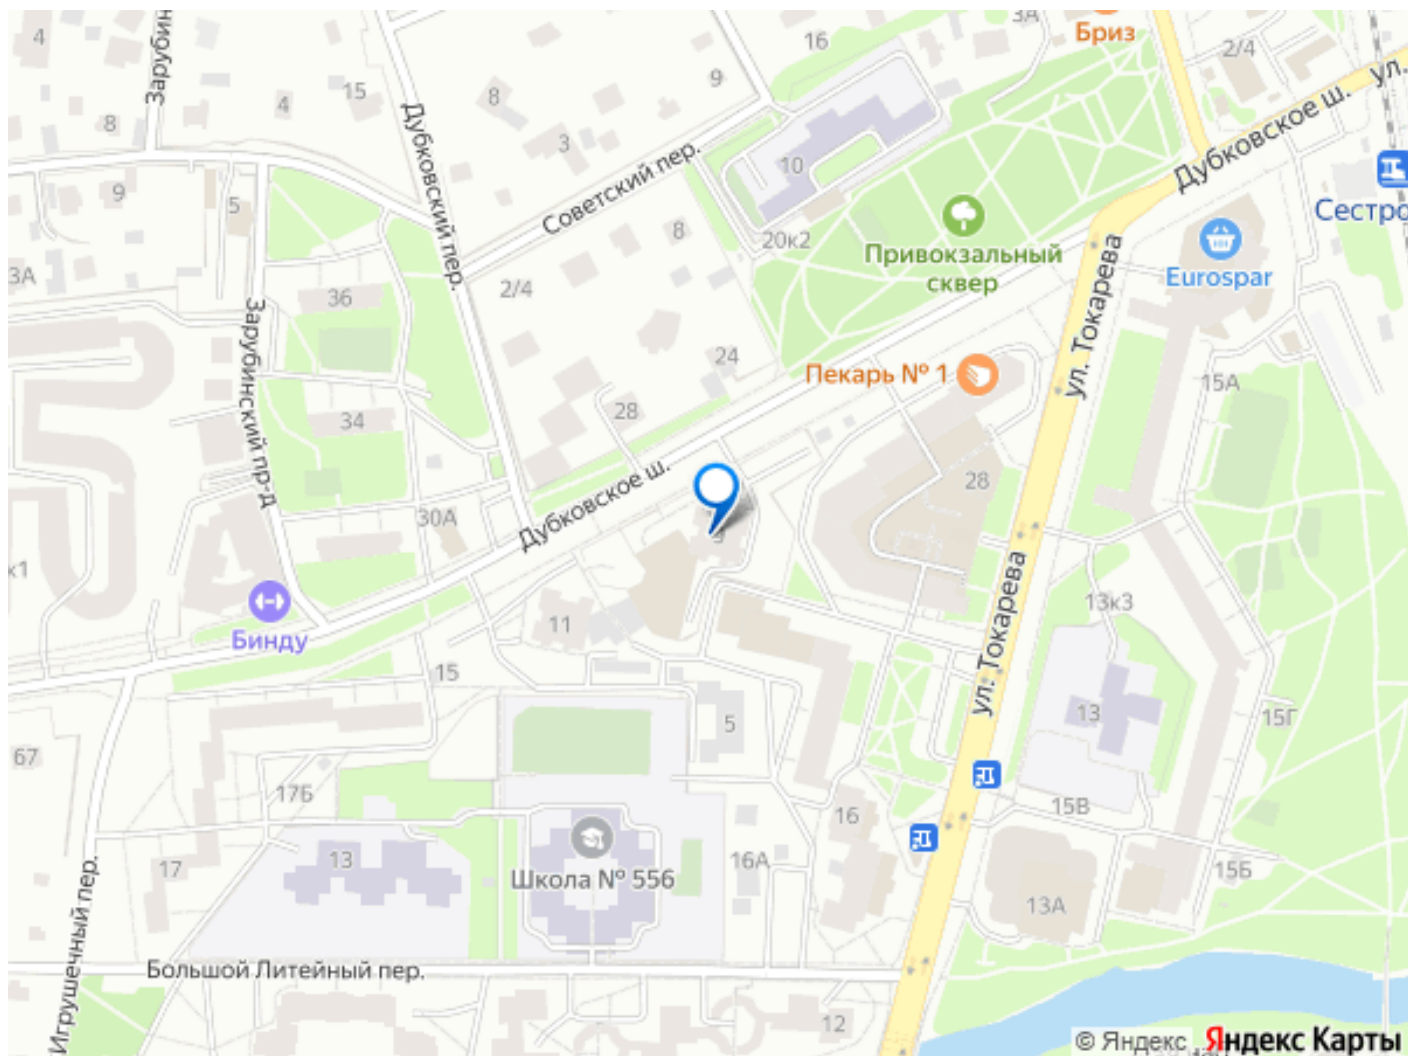 4
Зарубин
15
4
8
8
9
16
3А
Бриз
2/4
Дубковское ш.
ул.
Дубковский пер.
3
Советский пер.
10
9
5
Сестро
20к2
8
Привокзальный
сквер
Eurospar
3А
36
2/4
Зарубинский пр-д
ул. Токарева
24
Пекарь № 1
15А
28
34
28
Дубковское ш.
30А
к1
Бинду
11
ул. Токарева
13к3
15
5
13
15Г
67
17Б
16
15В
17
13
Школа № 556
16А
15Б
13А
Игрушечный пер.
Большой Литейный пер.
12
© Яндекс
Яндекс Карты